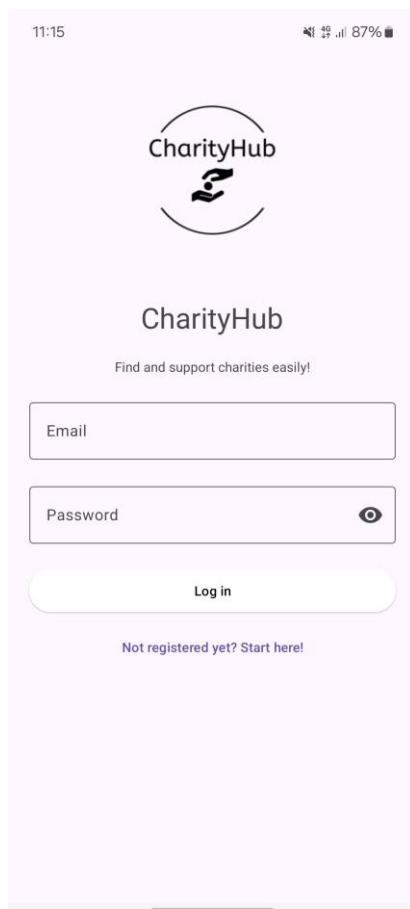 11:15
4G 87%
CharityHub
CharityHub
Find and support charities easily!
Email
Password
Log in
Not registered yet? Start here!